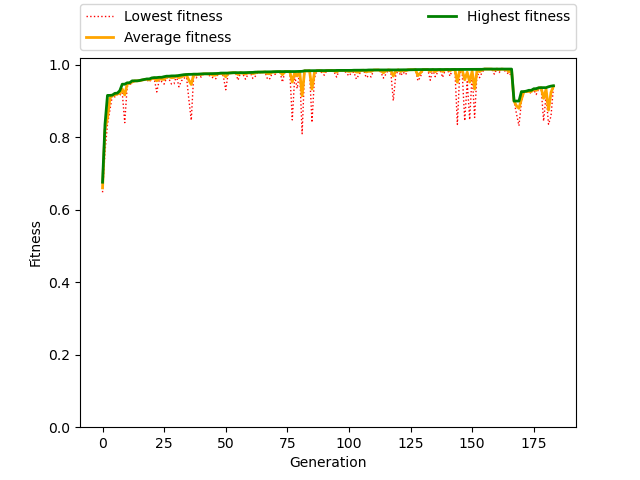 Lowest fitness
Average fitness
Highest fitness
1.0
0.8
0.6
0.4
0.2
0.0
Fitness
0 25 50 75 100 125 150 175
Generation